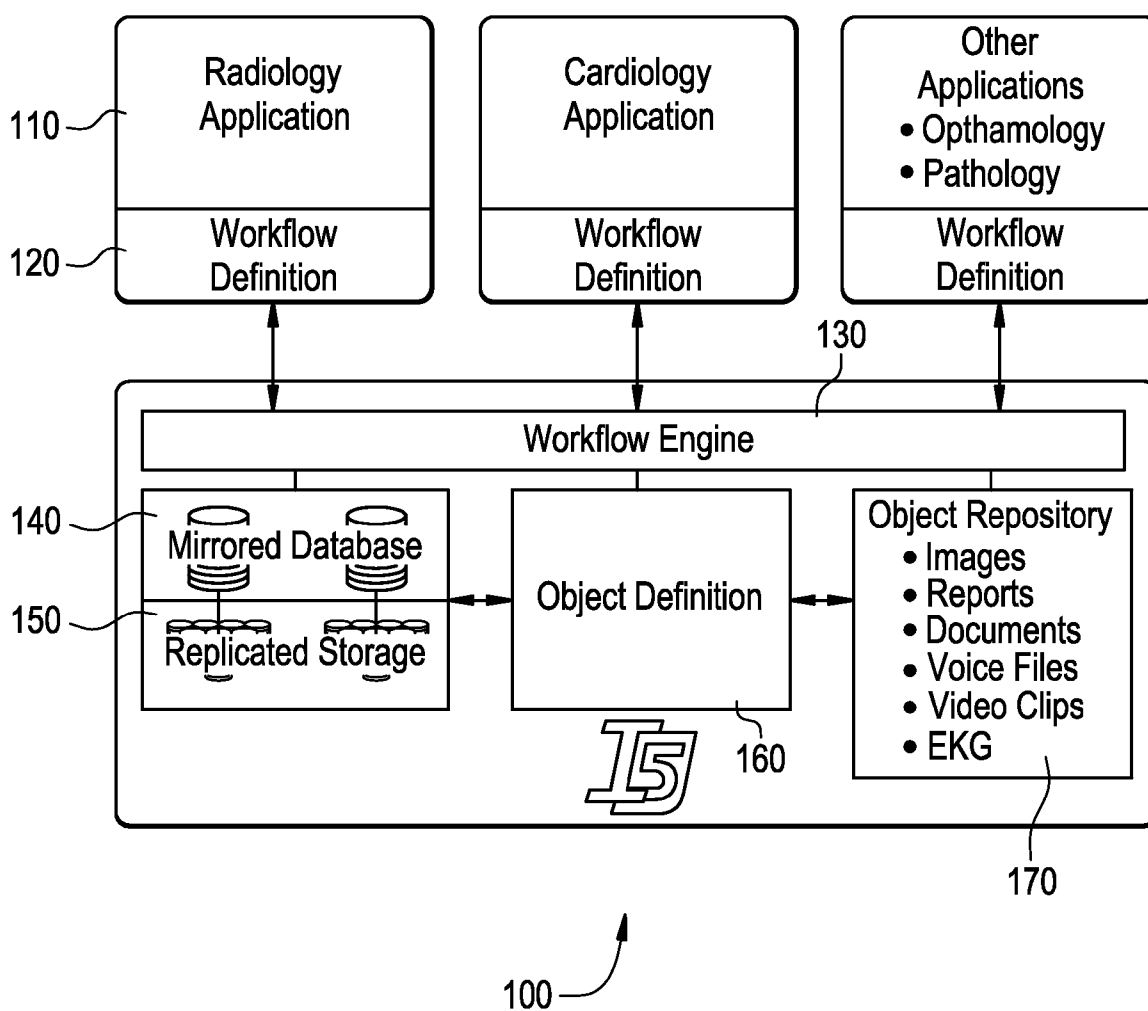 Radiology
Application
Cardiology
Application
Other
Applications
• Opthamology
• Pathology
110
Workflow
Definition
Workflow
Definition
Workflow
Definition
120
130
Workflow Engine
140
Mirrored Database
150
Replicated Storage
Object Definition
Object Repository
• Images
• Reports
• Documents
• Voice Files
• Video Clips
• EKG
160
I5
170
100